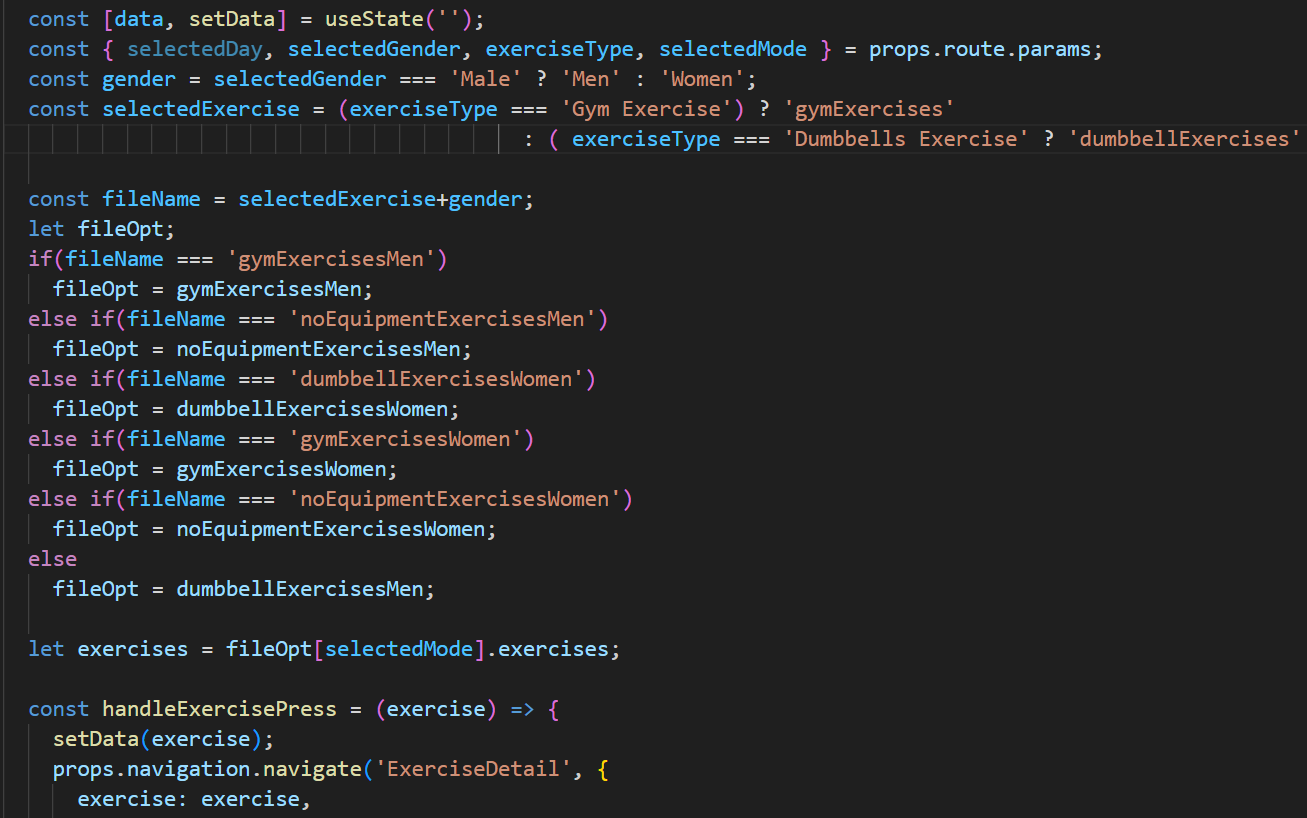 const [data, setData] = useState('');
const { selectedDay, selectedGender, exerciseType, selectedMode } = props.route.params;
const gender = selectedGender === 'Male' ? 'Men' : 'Women';
const selectedExercise = (exerciseType === 'Gym Exercise') ? 'gymExercises'
: ( exerciseType === 'Dumbbells Exercise' ? 'dumbbellExercises'
const fileName = selectedExercise+gender;
let fileOpt;
if(fileName === 'gymExercisesMen')
fileOpt = gymExercisesMen;
else if(fileName === 'noEquipmentExercisesMen')
fileOpt = noEquipmentExercisesMen;
else if(fileName === 'dumbbellExercisesWomen')
fileOpt = dumbbellExercisesWomen;
else if(fileName === 'gymExercisesWomen')
fileOpt = gymExercisesWomen;
else if(fileName === 'noEquipmentExercisesWomen')
fileOpt = noEquipmentExercisesWomen;
else
fileOpt = dumbbellExercisesMen;
let exercises = fileOpt[selectedMode].exercises;
const handleExercisePress = (exercise) => {
setData(exercise);
props.navigation.navigate('ExerciseDetail', {
exercise: exercise,